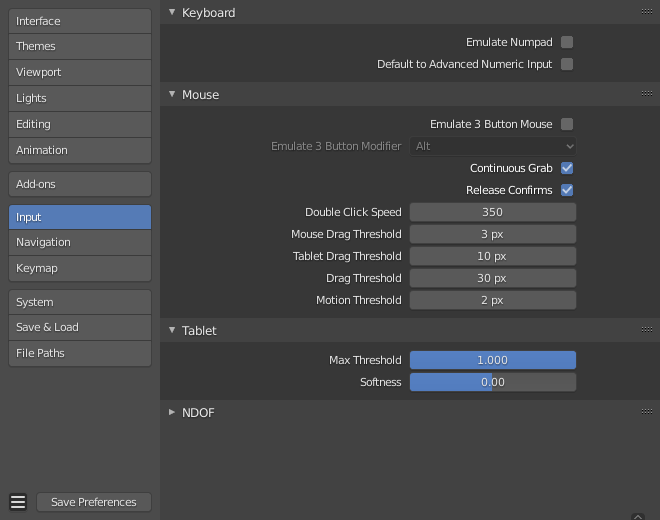 Interface
Themes
Viewport
Lights
Editing
Animation
Add-ons
Input
Navigation
Keymap
System
Save & Load
File Paths
Save Preferences
Keyboard
Emulate Numpad
Default to Advanced Numeric Input
Mouse
Emulate 3 Button Mouse
Emulate 3 Button Modifier Alt
Continuous Grab
Release Confirms
Double Click Speed 350
Mouse Drag Threshold 3 px
Tablet Drag Threshold 10 px
Drag Threshold 30 px
Motion Threshold 2 px
Tablet
Max Threshold 1.000
Softness 0.00
NDOF